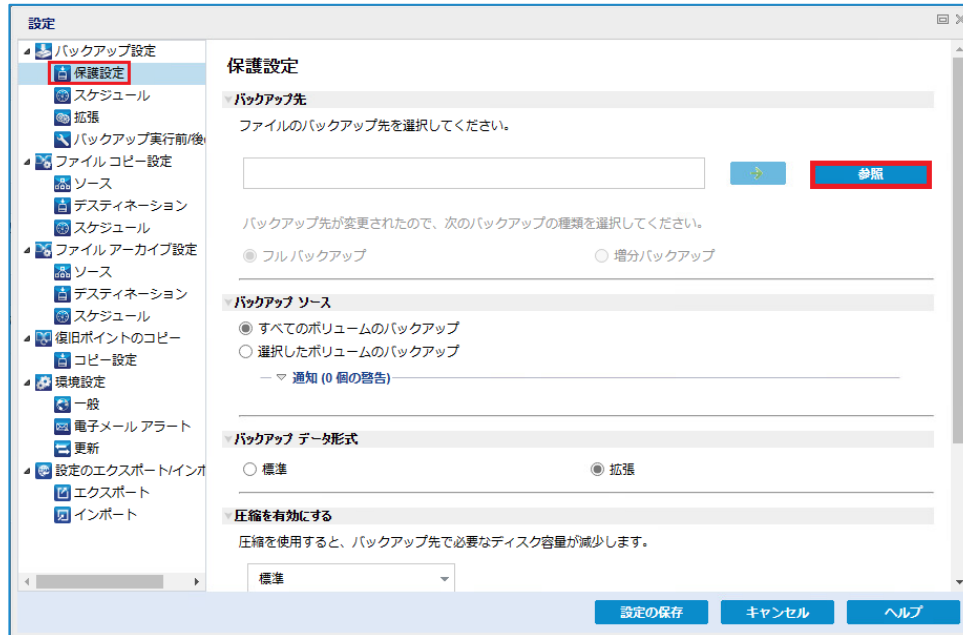 設定
バックアップ設定
保護設定
スケジュール
拡張
バックアップ実行前/後
ファイル コピー設定
ソース
デスティネーション
スケジュール
ファイル アーカイブ設定
ソース
デスティネーション
スケジュール
復旧ポイントのコピー
コピー設定
環境設定
一般
電子メール アラート
更新
設定のエクスポート/インポ
エクスポート
インポート
保護設定
バックアップ先
ファイルのバックアップ先を選択してください。
参照
バックアップ先が変更されたので、次のバックアップの種類を選択してください。
フル バックアップ 増分バックアップ
バックアップ ソース
すべてのボリュームのバックアップ
選択したボリュームのバックアップ
通知 (0 個の警告)
バックアップ データ形式
標準 拡張
圧縮を有効にする
圧縮を使用すると、バックアップ先で必要なディスク容量が減少します。
標準
設定の保存 キャンセル ヘルプ